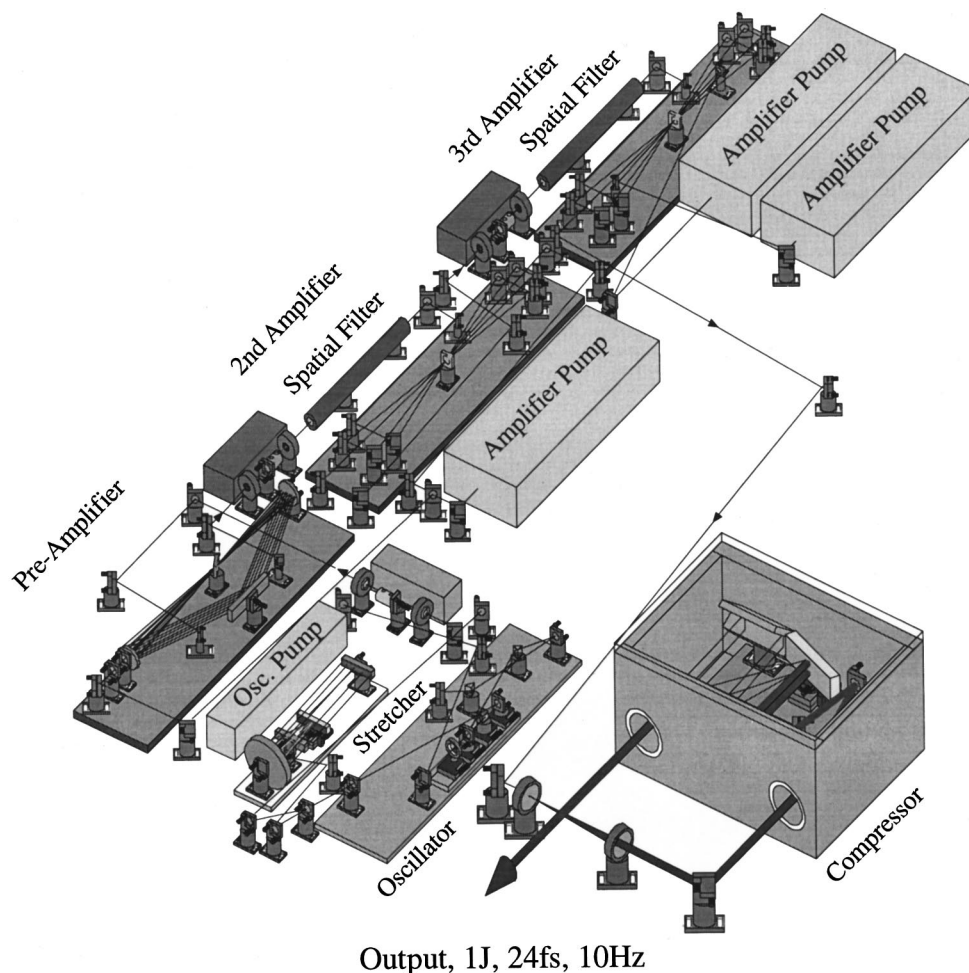 3rd Amplifier
Spatial Filter
Amplifier Pump
Amplifier Pump
2nd Amplifier
Spatial Filter
Amplifier Pump
Pre-Amplifier
Osc. Pump
Stretcher
Oscillator
Compressor
Output, 1J, 24fs, 10Hz